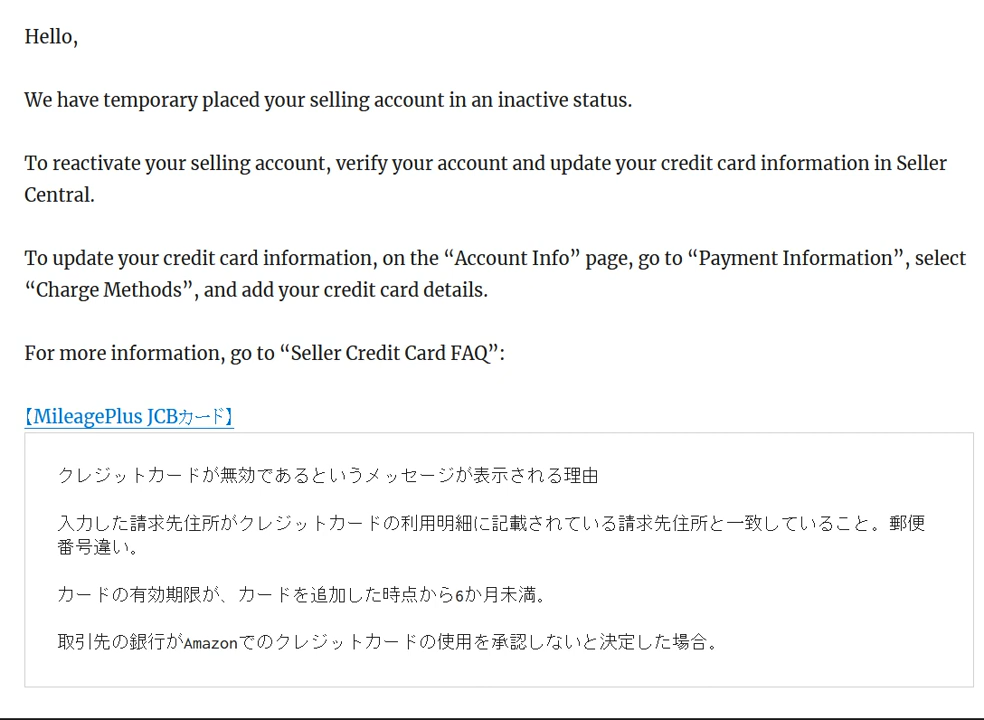 Hello,
We have temporary placed your selling account in an inactive status.
To reactivate your selling account, verify your account and update your credit card information in Seller
Central.
To update your credit card information, on the “Account Info” page, go to “Payment Information”, select
“Charge Methods”, and add your credit card details.
For more information, go to “Seller Credit Card FAQ”:
【MileagePlus JCBカード】
クレジットカードが無効であるというメッセージが表示される理由
入力した請求先住所がクレジットカードの利用明細に記載されている請求先住所と一致していること。郵便
番号違い。
カードの有効期限が、カードを追加した時点から6か月未満。
取引先の銀行がAmazonでのクレジットカードの使用を承認しないと決定した場合。